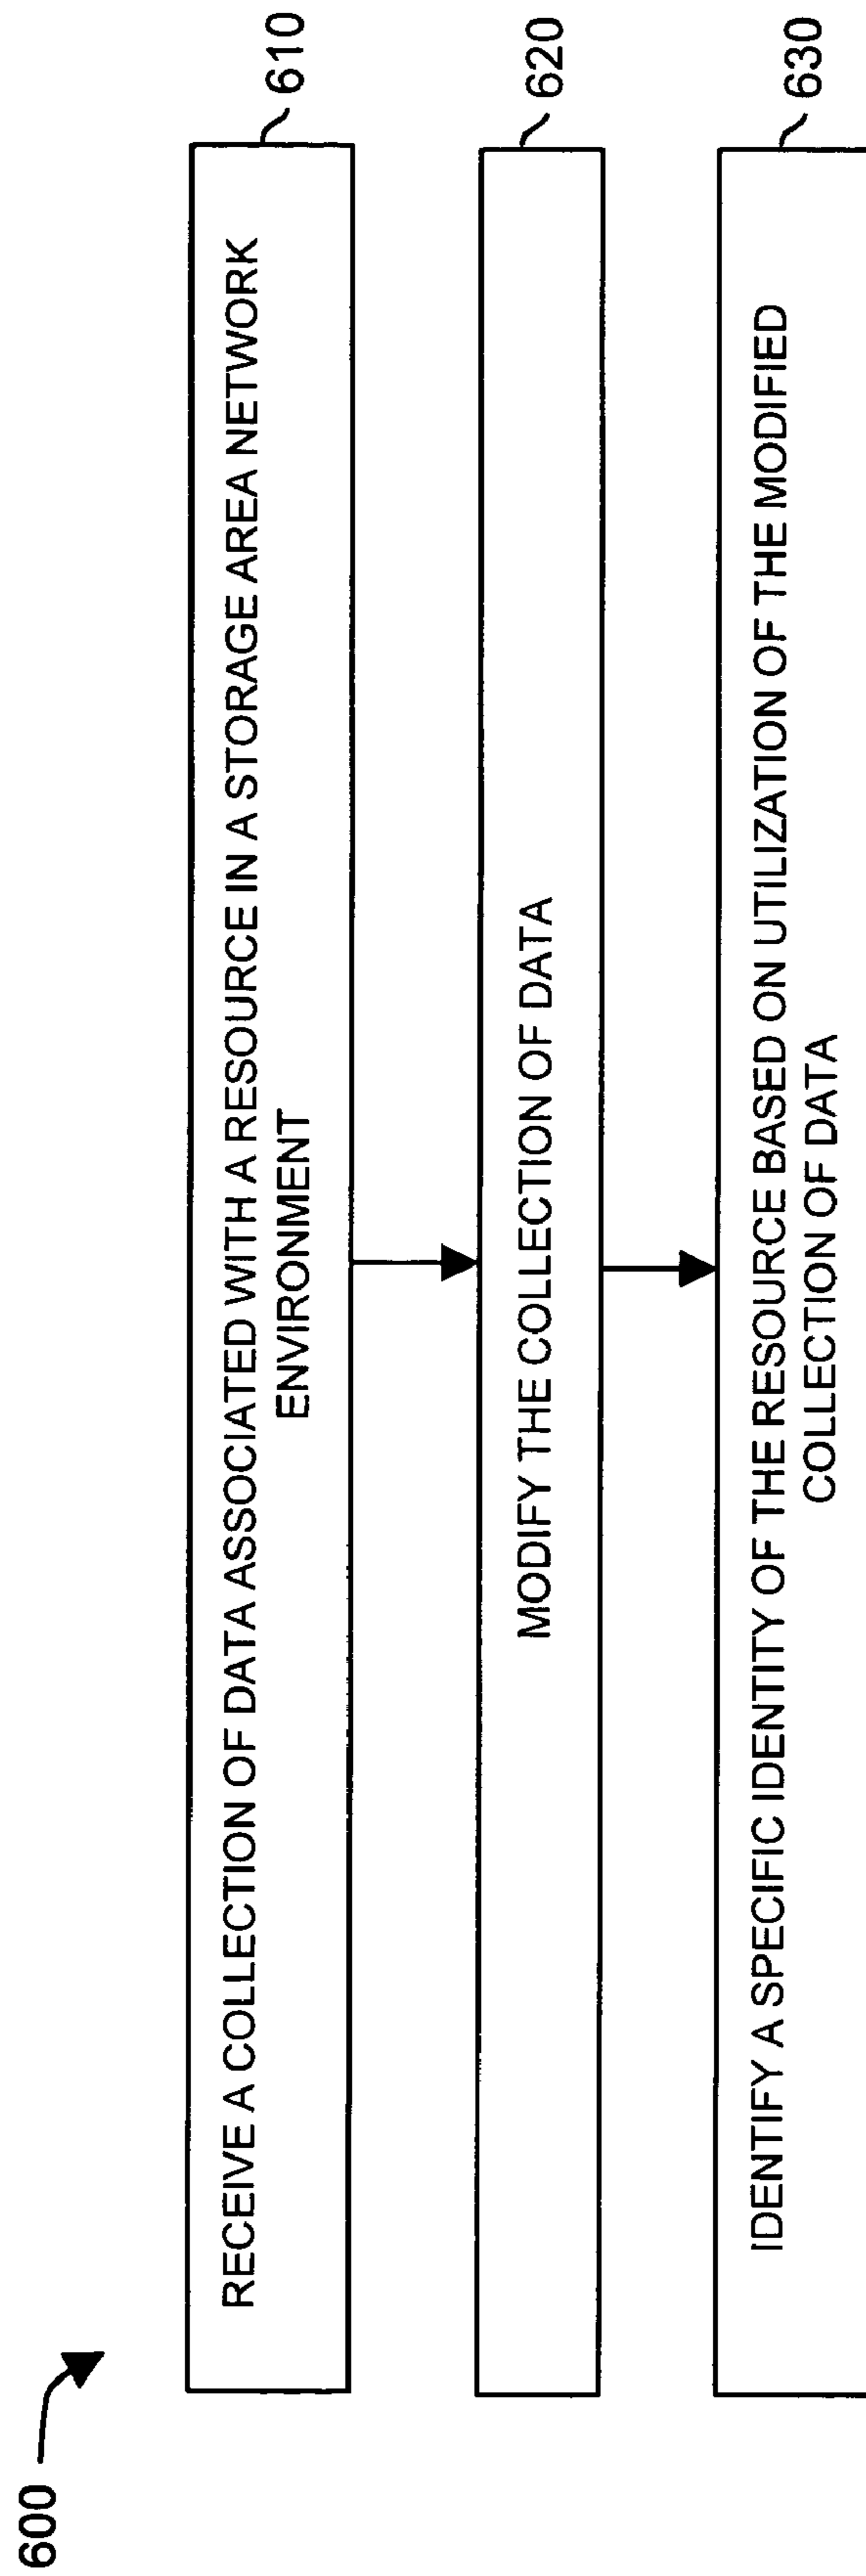 600
RECEIVE A COLLECTION OF DATA ASSOCIATED WITH A RESOURCE IN A STORAGE AREA NETWORK
ENVIRONMENT
610
MODIFY THE COLLECTION OF DATA
620
IDENTIFY A SPECIFIC IDENTITY OF THE RESOURCE BASED ON UTILIZATION OF THE MODIFIED
COLLECTION OF DATA
630